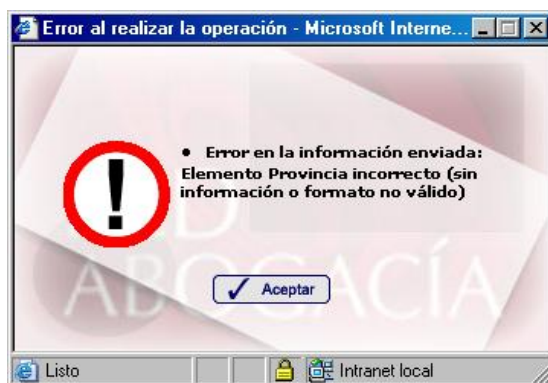 Error al realizar la operación - Microsoft Interne...
• Error en la información enviada:
Elemento Provincia incorrecto (sin
información o formato no válido)
ED
ABOGACÍA
Aceptar
Listo
Intranet local